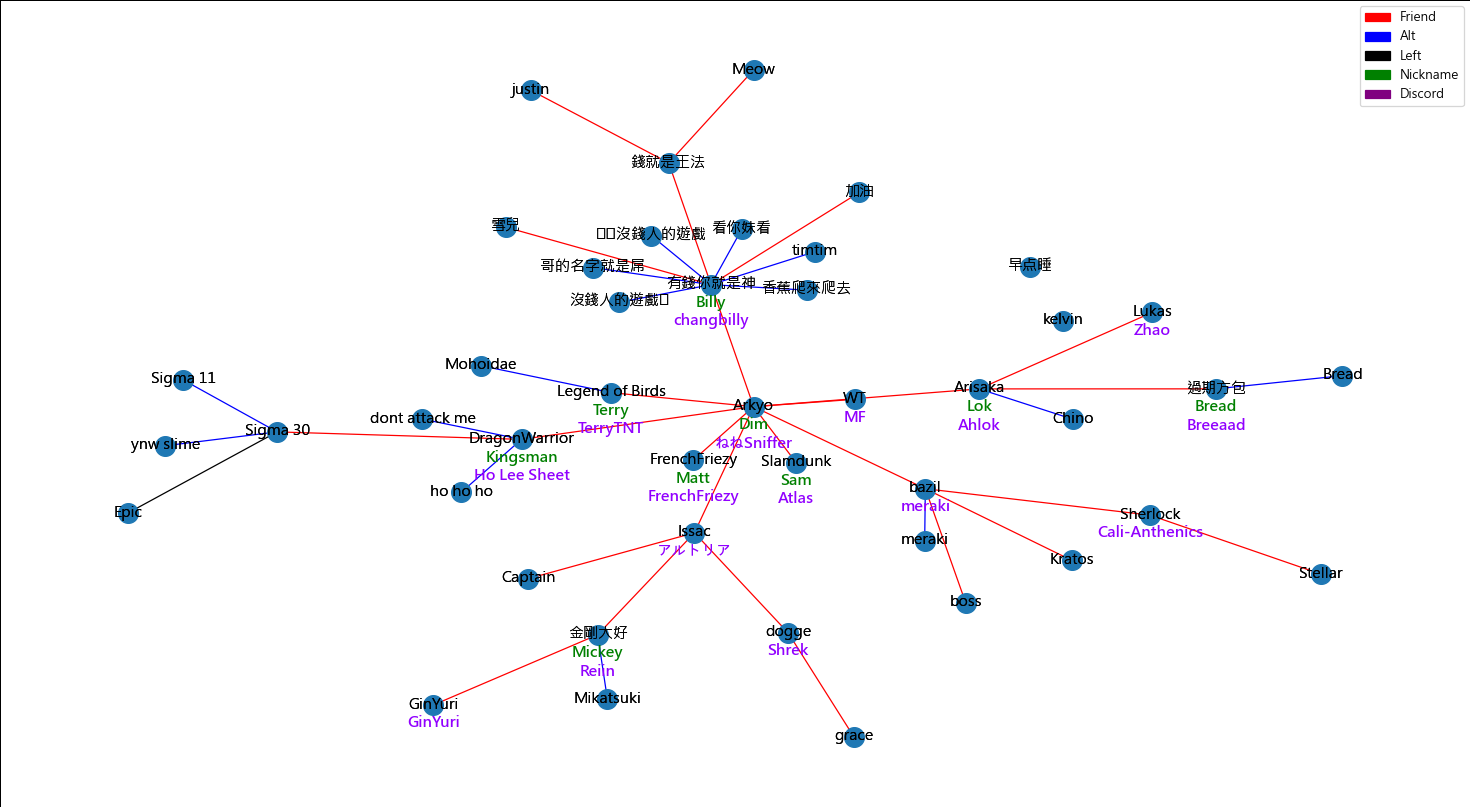 Friend
Alt
Left
Nickname
Discord
Meow
justin
錢就是王法
加油
雪兒
沒錢人的遊戲
看你妹看
timtim
哥的名字就是屌
有錢你就是神
香蕉爬來爬去
沒錢人的遊戲
Billy
changbilly
早点睡
kelvin
Lukas
Zhao
Mohoidae
Sigma 11
Legend of Birds
Terry
TerryTNT
Arkyo
Dim
ねねSniffer
WT
MF
Arisaka
Lok
Ahlok
過期方包
Bread
Breeaad
Bread
Chino
dont attack me
Sigma 30
ynw slime
DragonWarrior
Kingsman
Ho Lee Sheet
FrenchFriezy
Matt
FrenchFriezy
Slamdunk
Sam
Atlas
ho ho ho
Epic
bazil
meraki
Sherlock
Cali-Anthenics
Issac
アルトリア
meraki
Kratos
Stellar
Captain
boss
金剛大好
Mickey
Reiin
dogge
Shrek
GinYuri
GinYuri
Mikatsuki
grace